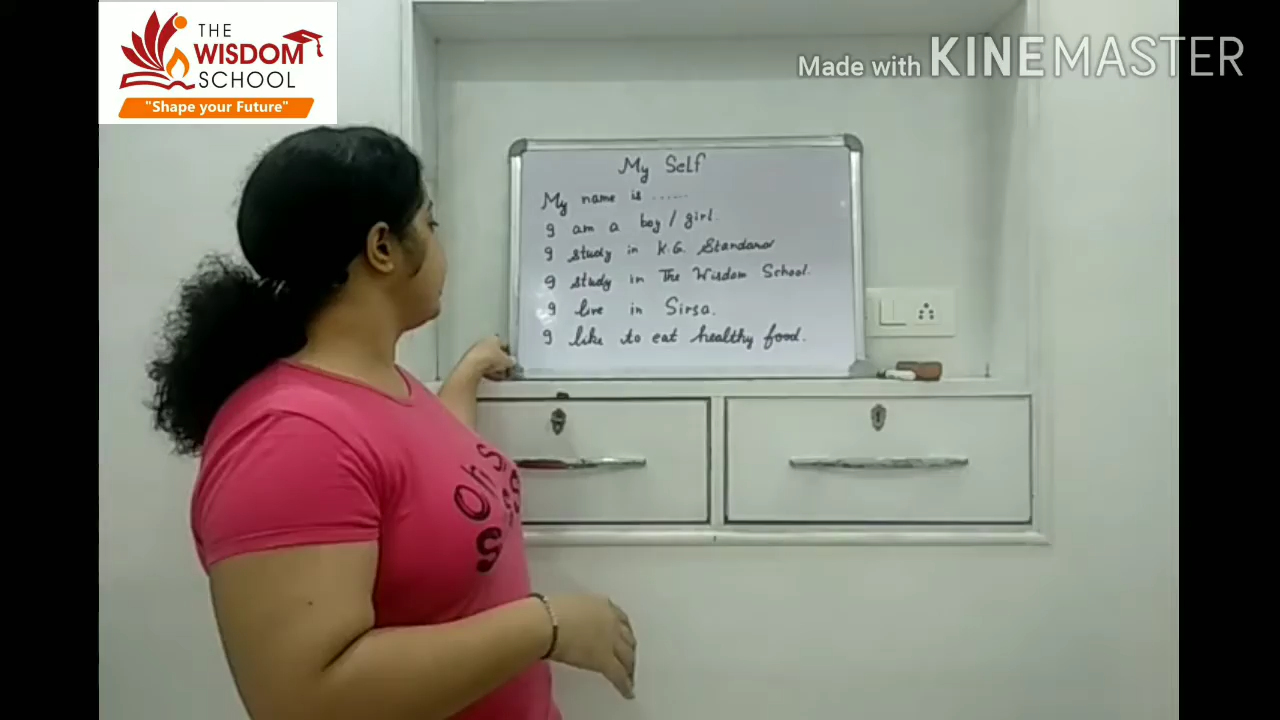 THE
WISDOM
SCHOOL
"Shape your Future"
Made with KINEMASTER
My Self
My name is ......
I am a boy / girl.
I study in K.G. Standard
I study in The Wisdom School.
I live in Sirsa.
I like to eat healthy food.